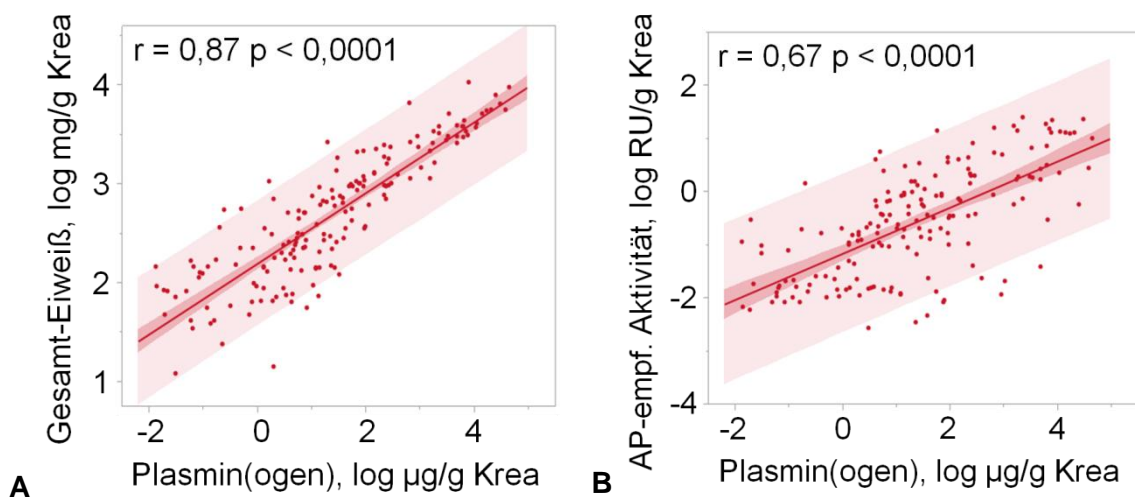 r = 0,87 p < 0,0001
Gesamt-Eiweiß, log mg/g Krea
4
3
2
1
-2 0 2 4
Plasmin(ogen), log µg/g Krea
A
r = 0,67 p < 0,0001
AP-empf. Aktivität, log RU/g Krea
2
0
-2
-4
-2 0 2 4
Plasmin(ogen), log µg/g Krea
B